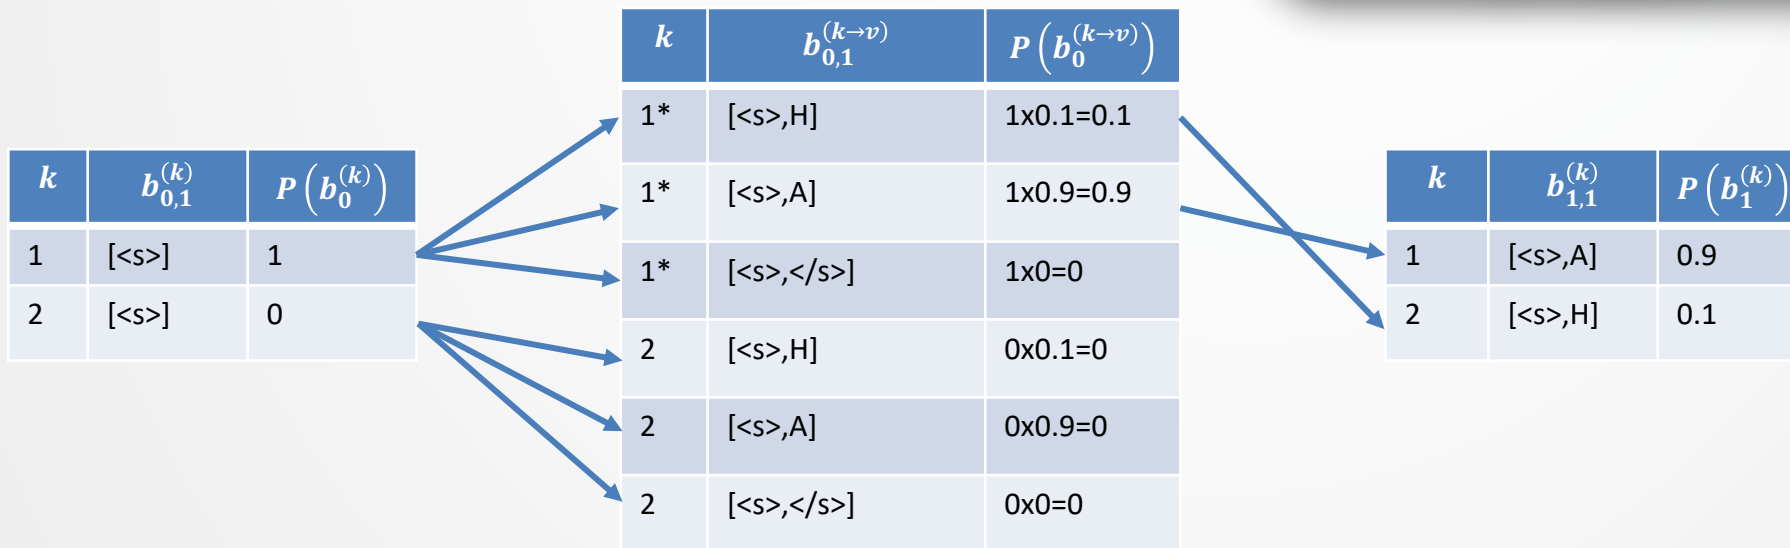 k b_{0,1}^{(k)} P(b_0^{(k)})
1 [<s>] 1
2 [<s>] 0
k b_{0,1}^{(k→v)} P(b_0^{(k→v)})
1* [<s>,H] 1x0.1=0.1
1* [<s>,A] 1x0.9=0.9
1* [<s>,</s>] 1x0=0
2 [<s>,H] 0x0.1=0
2 [<s>,A] 0x0.9=0
2 [<s>,</s>] 0x0=0
k b_{1,1}^{(k)} P(b_1^{(k)})
1 [<s>,A] 0.9
2 [<s>,H] 0.1